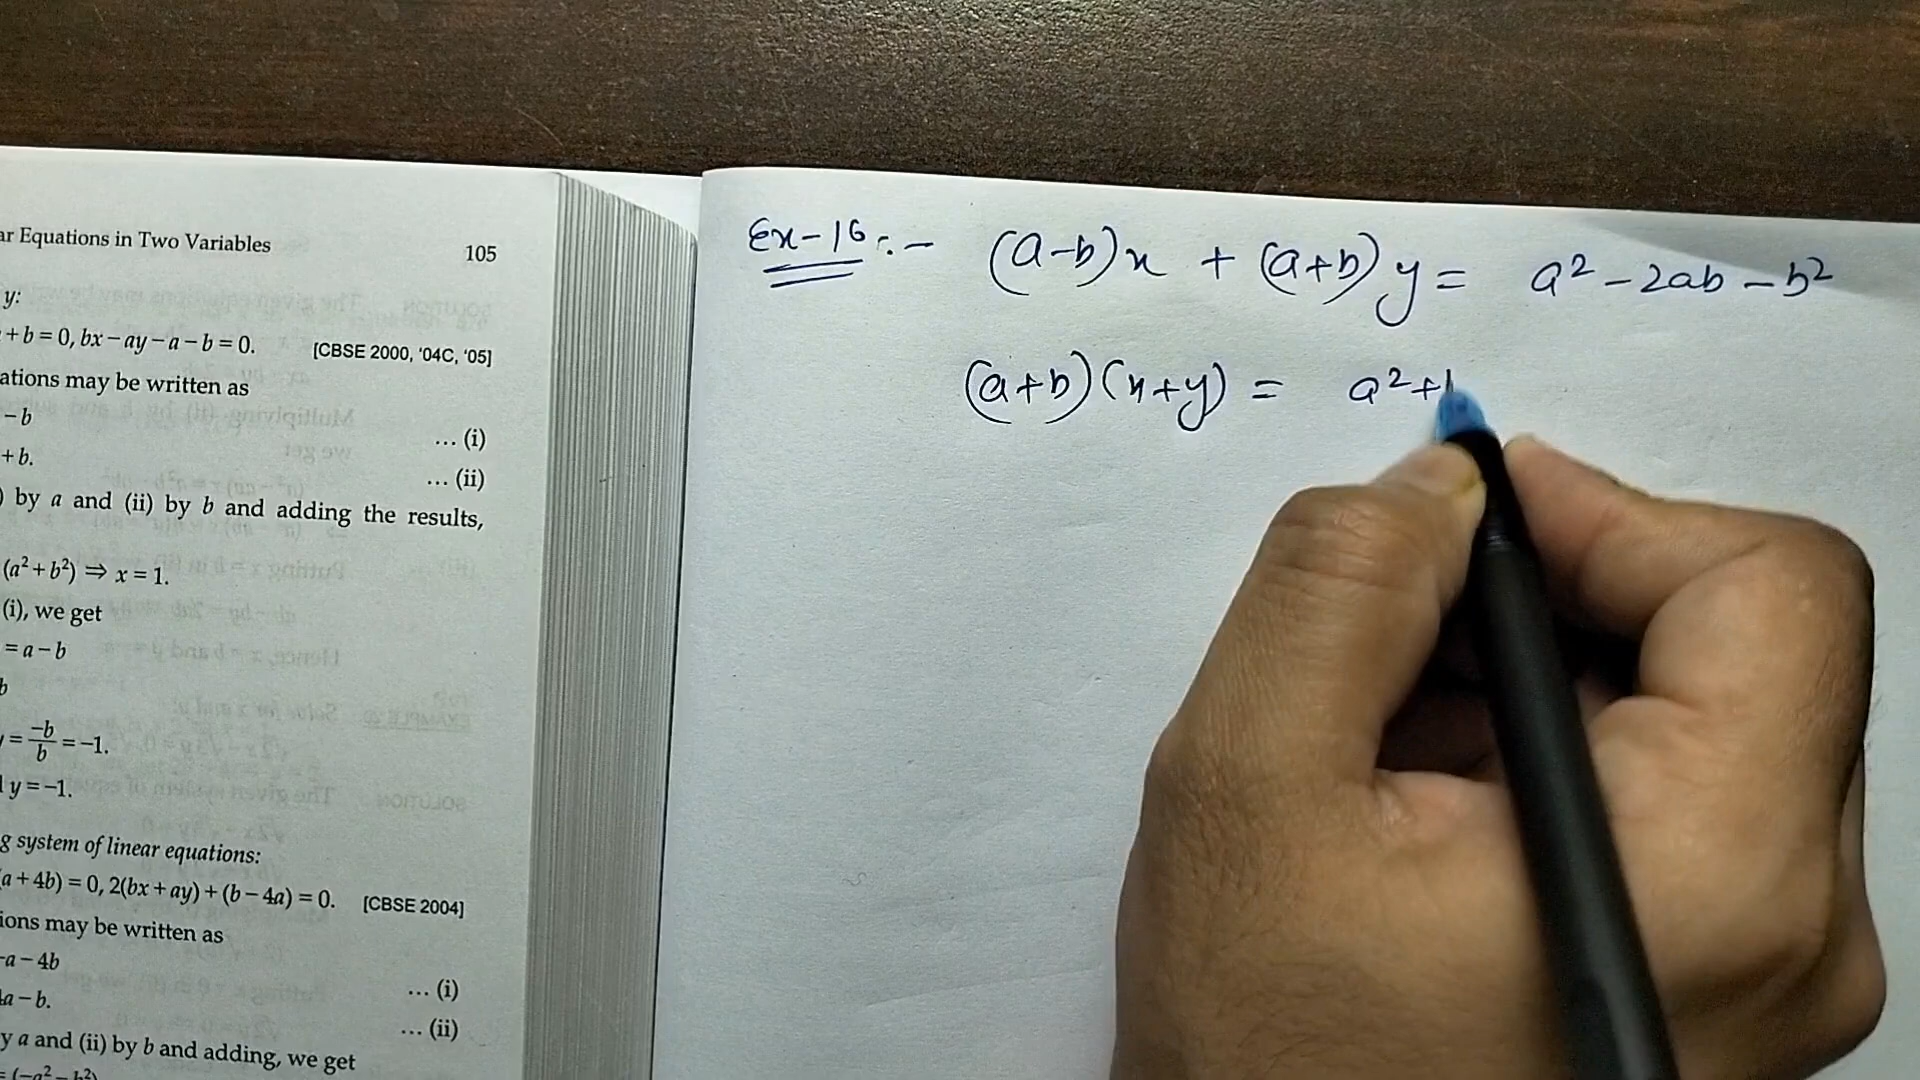 ar Equations in Two Variables 105
y:
+b=0, bx−ay−a−b=0. [CBSE 2000, '04C, '05]
ations may be written as
−b ... (i)
+b. ... (ii)
) by a and (ii) by b and adding the results,
(a²+b²) ⇒ x=1.
(i), we get
=a−b
b
y=−b/b=−1.
y=−1.
g system of linear equations:
(a+4b)=0, 2(bx+ay)+(b−4a)=0. [CBSE 2004]
ions may be written as
−a−4b ... (i)
4a−b. ... (ii)
y a and (ii) by b and adding, we get
Ex-16:- (a-b)x + (a+b)y = a²-2ab-b²
(a+b)(x+y) = a²+